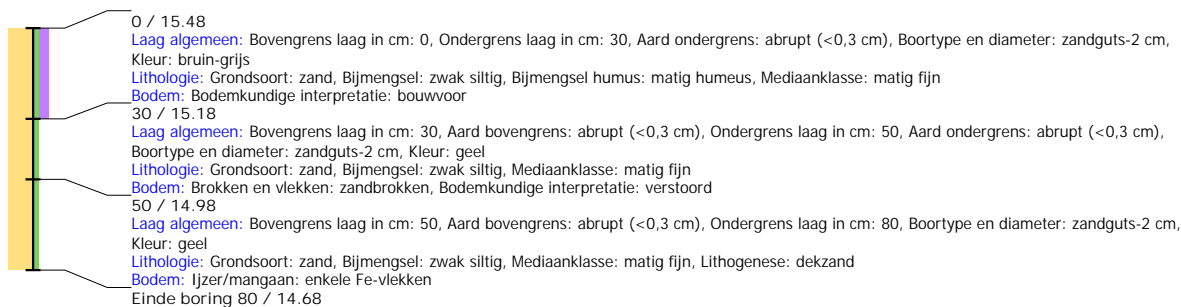 0 / 15.48
Laag algemeen: Bovengrens laag in cm: 0, Ondergrens laag in cm: 30, Aard ondergrens: abrupt (<0,3 cm), Boortype en diameter: zandguts-2 cm,
Kleur: bruin-grijs
Lithologie: Grondsoort: zand, Bijmengsel: zwak siltig, Bijmengsel humus: matig humeus, Mediaanklasse: matig fijn
Bodem: Bodemkundige interpretatie: bouwvoor
30 / 15.18
Laag algemeen: Bovengrens laag in cm: 30, Aard bovengrens: abrupt (<0,3 cm), Ondergrens laag in cm: 50, Aard ondergrens: abrupt (<0,3 cm),
Boortype en diameter: zandguts-2 cm, Kleur: geel
Lithologie: Grondsoort: zand, Bijmengsel: zwak siltig, Mediaanklasse: matig fijn
Bodem: Brokken en vlekken: zandbrokken, Bodemkundige interpretatie: verstoord
50 / 14.98
Laag algemeen: Bovengrens laag in cm: 50, Aard bovengrens: abrupt (<0,3 cm), Ondergrens laag in cm: 80, Boortype en diameter: zandguts-2 cm,
Kleur: geel
Lithologie: Grondsoort: zand, Bijmengsel: zwak siltig, Mediaanklasse: matig fijn, Lithogenese: dekzand
Bodem: Ijzer/mangaan: enkele Fe-vlekken
Einde boring 80 / 14.68